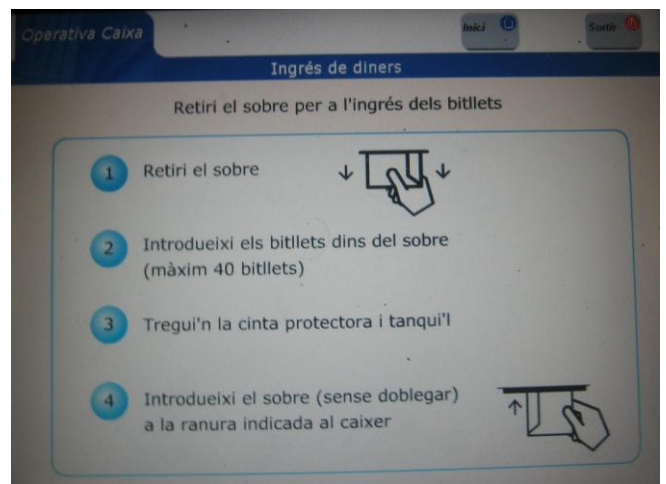 Operativa Caixa
Inici
Sortir
Ingrés de diners
Retiri el sobre per a l'ingrés dels bitllets
1 Retiri el sobre
2 Introdueixi els bitllets dins del sobre
(màxim 40 bitllets)
3 Tregui'n la cinta protectora i tanqui'l
4 Introdueixi el sobre (sense doblegar)
a la ranura indicada al caixer